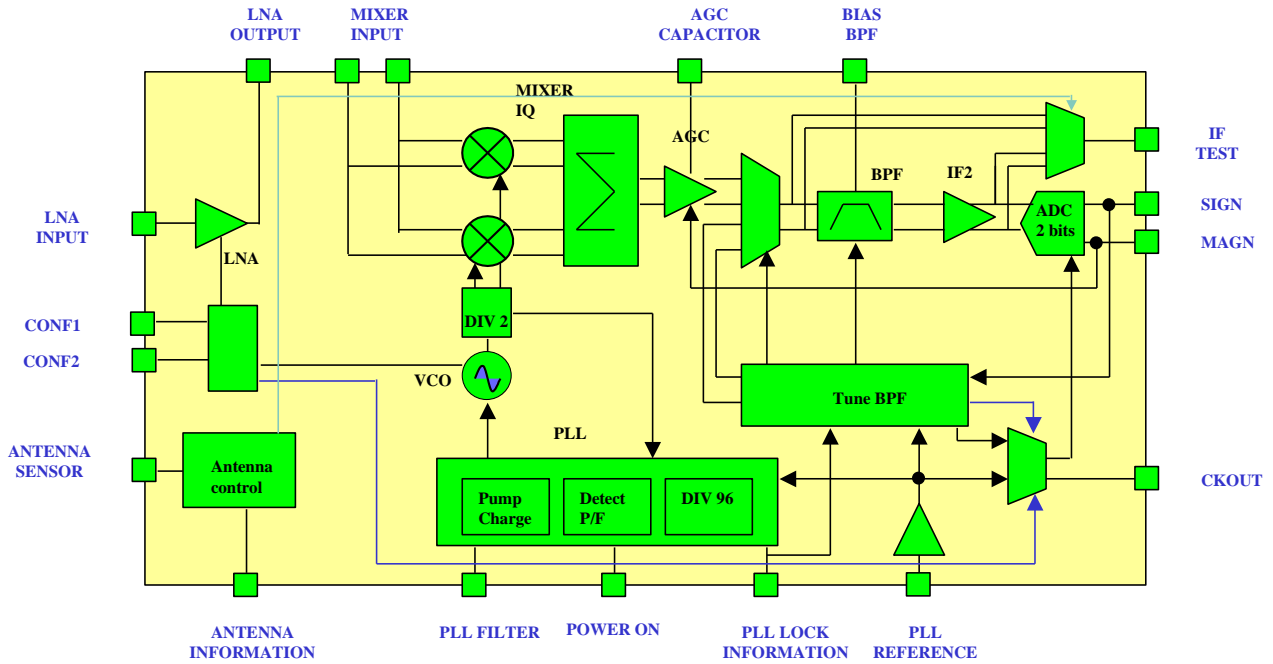 LNA
OUTPUT
MIXER
INPUT
AGC
CAPACITOR
BIAS
BPF
MIXER
IQ
AGC
BPF
IF2
IF
TEST
LNA
INPUT
LNA
ADC
2 bits
SIGN
MAGN
CONF1
CONF2
DIV 2
VCO
Tune BPF
PLL
ANTENNA
SENSOR
Antenna
control
Pump
Charge
Detect
P/F
DIV 96
CKOUT
ANTENNA
INFORMATION
PLL FILTER
POWER ON
PLL LOCK
INFORMATION
PLL
REFERENCE